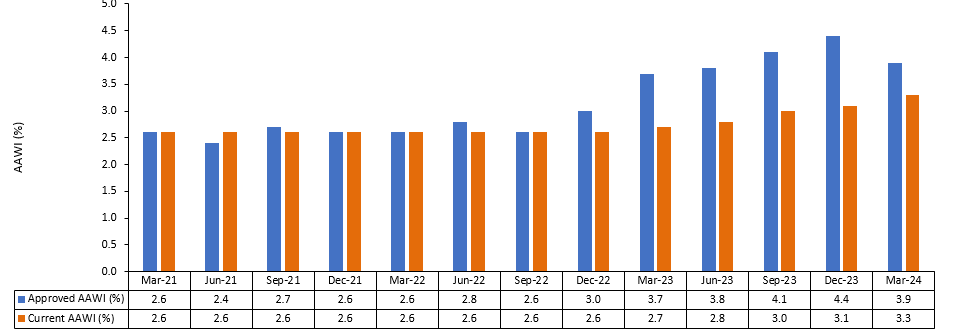 5.0
4.5
4.0
3.5
3.0
2.5
2.0
1.5
1.0
0.5
0.0
AAWI (%)
Mar-21 Jun-21 Sep-21 Dec-21 Mar-22 Jun-22 Sep-22 Dec-22 Mar-23 Jun-23 Sep-23 Dec-23 Mar-24
Approved AAWI (%) 2.6 2.4 2.7 2.6 2.6 2.8 2.6 3.0 3.7 3.8 4.1 4.4 3.9
Current AAWI (%) 2.6 2.6 2.6 2.6 2.6 2.6 2.6 2.6 2.7 2.8 3.0 3.1 3.3